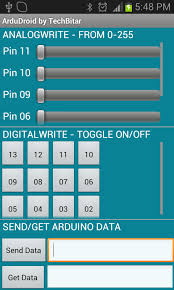 5:48 PM
ArduDroid by TechBitar
ANALOGWRITE - FROM 0-255
Pin 11
Pin 10
Pin 09
Pin 06
DIGITALWRITE - TOGGLE ON/OFF
13 12 11 10
09 08 07 06
05 04 03 02
SEND/GET ARDUINO DATA
Send Data
Get Data